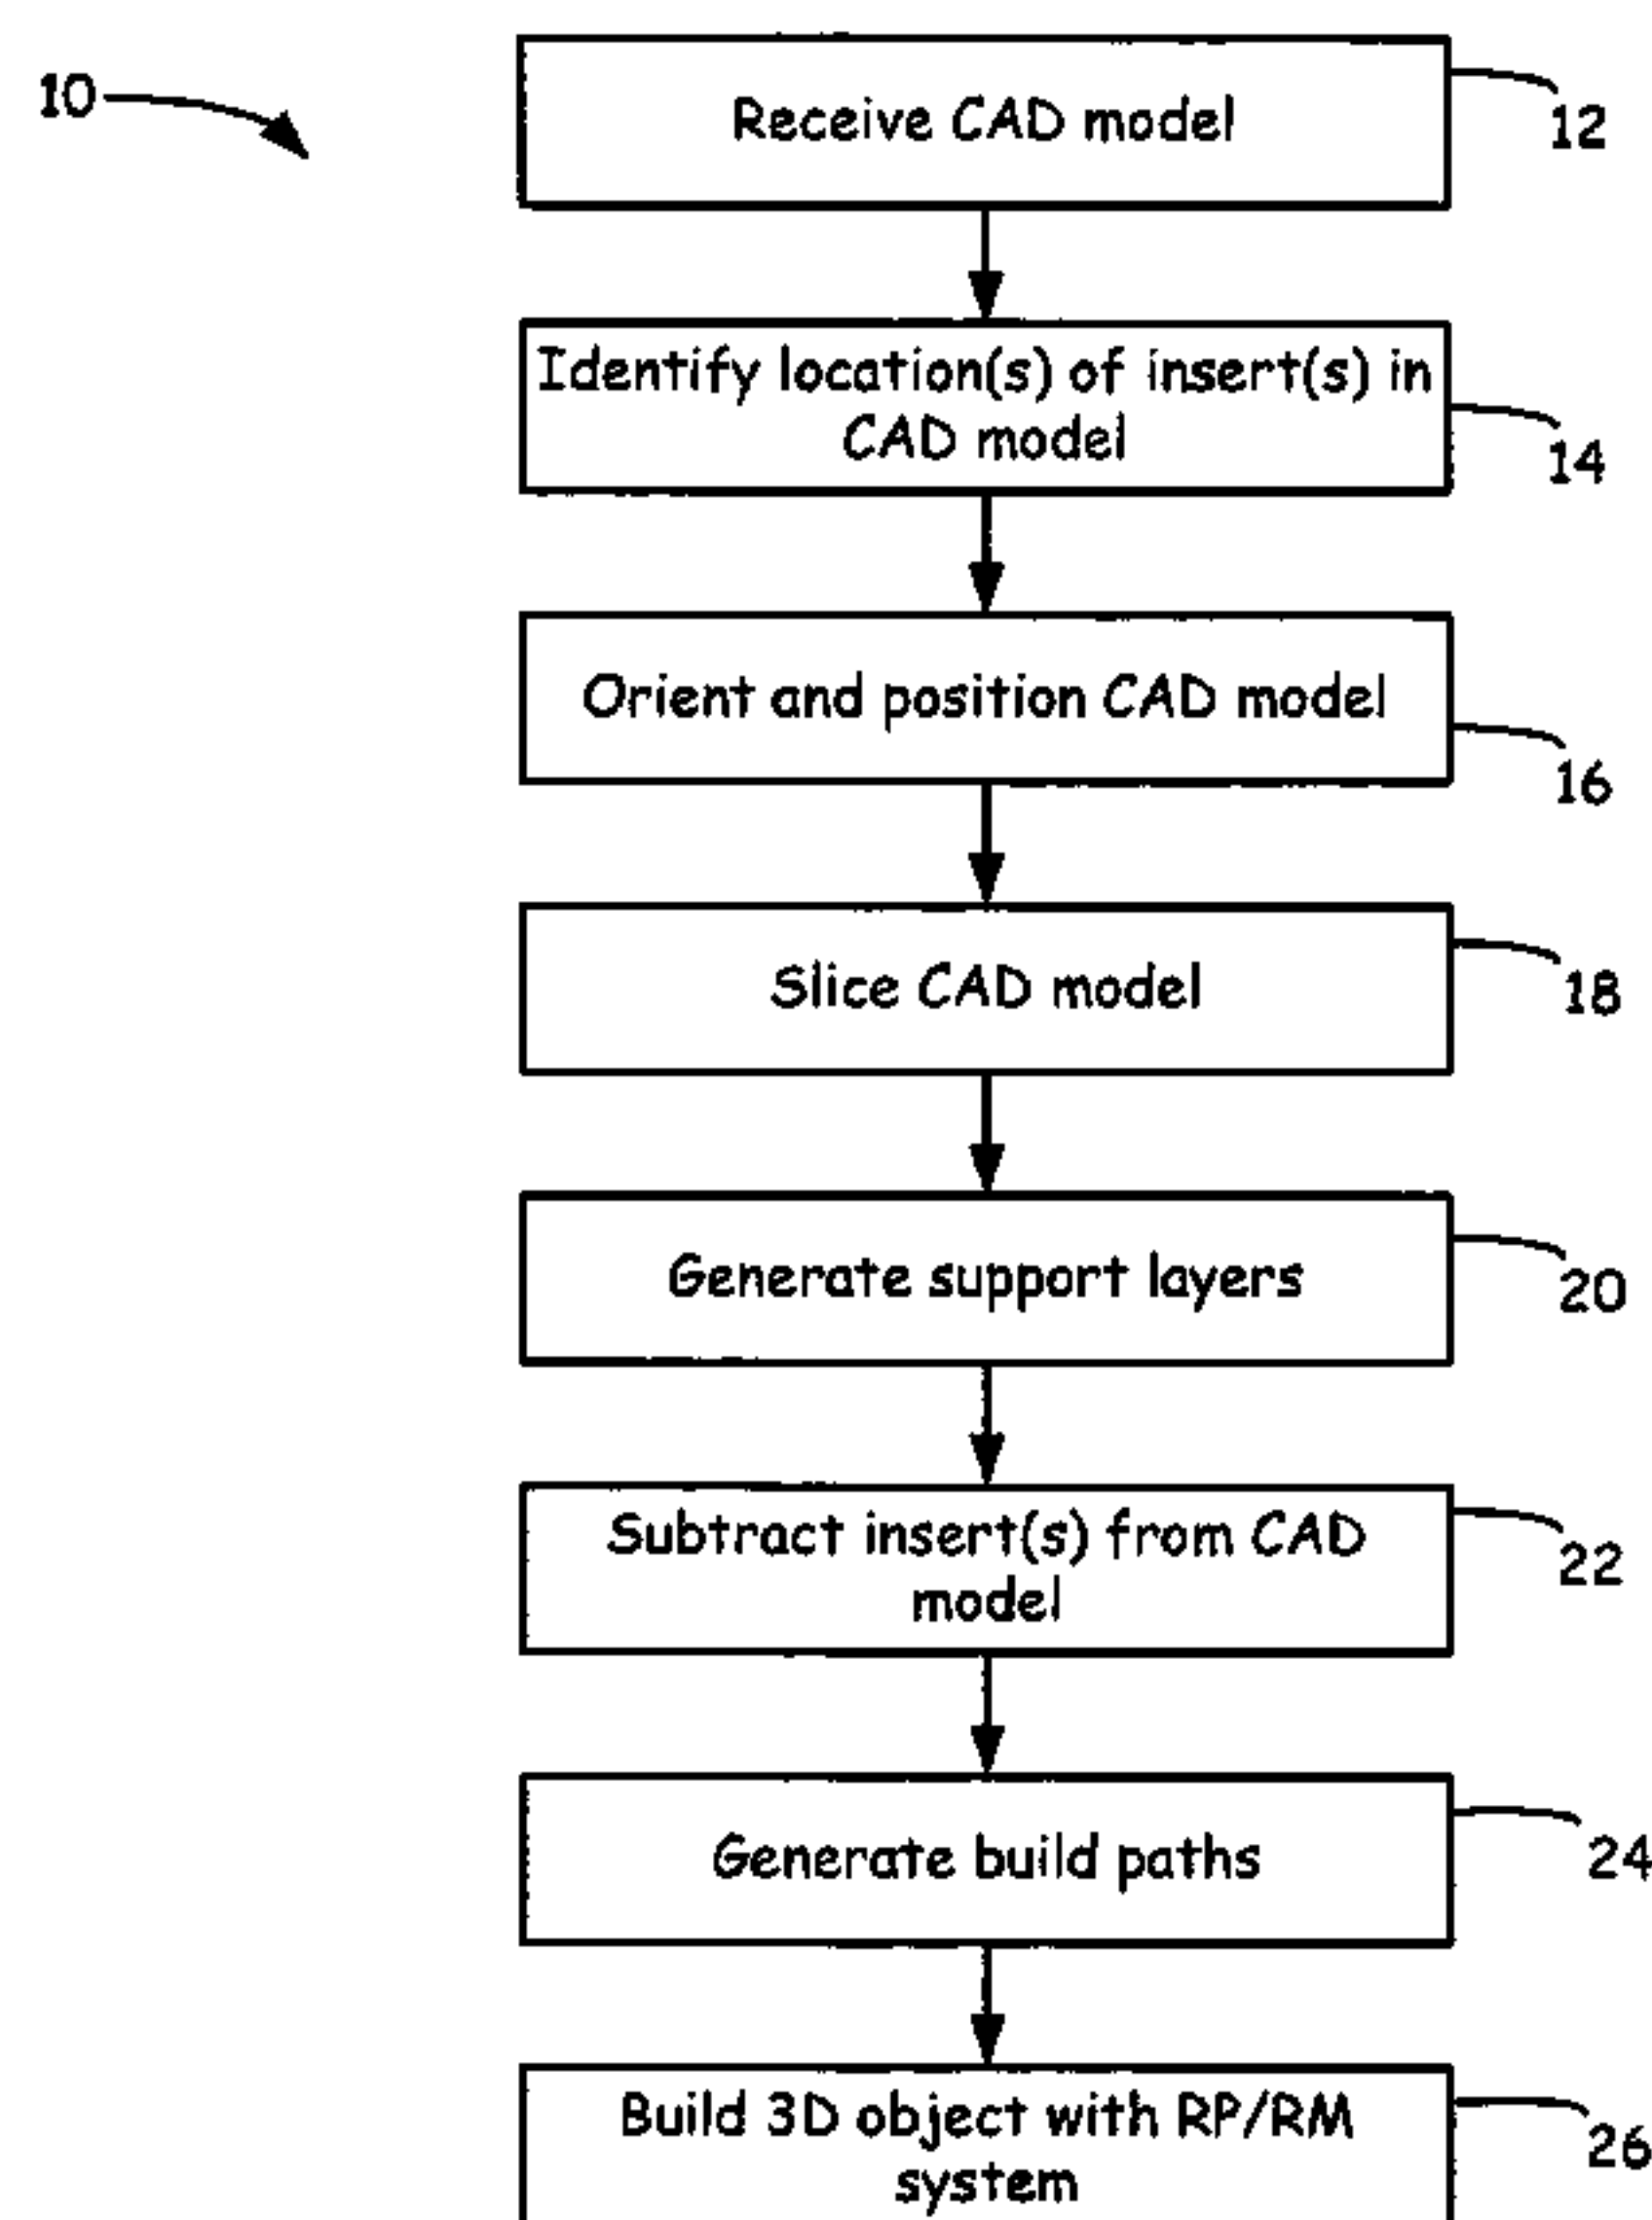 10
Receive CAD model
12
Identify location(s) of insert(s) in
CAD model
14
Orient and position CAD model
16
Slice CAD model
18
Generate support layers
20
Subtract insert(s) from CAD
model
22
Generate build paths
24
Build 3D object with RP/RM
system
26